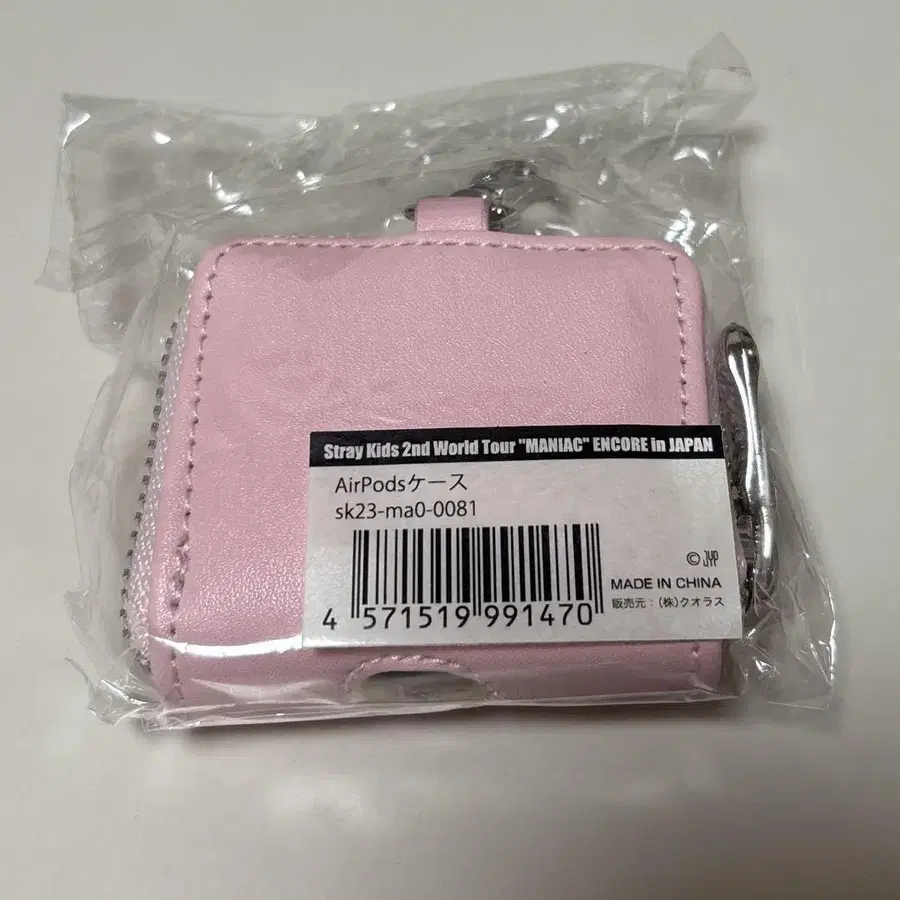 Stray Kids 2nd World Tour "MANIAC" ENCORE in JAPAN
AirPodsケース
sk23-ma0-0081
© JYP
MADE IN CHINA
販売元：(株)クオラス
4 571519 991470